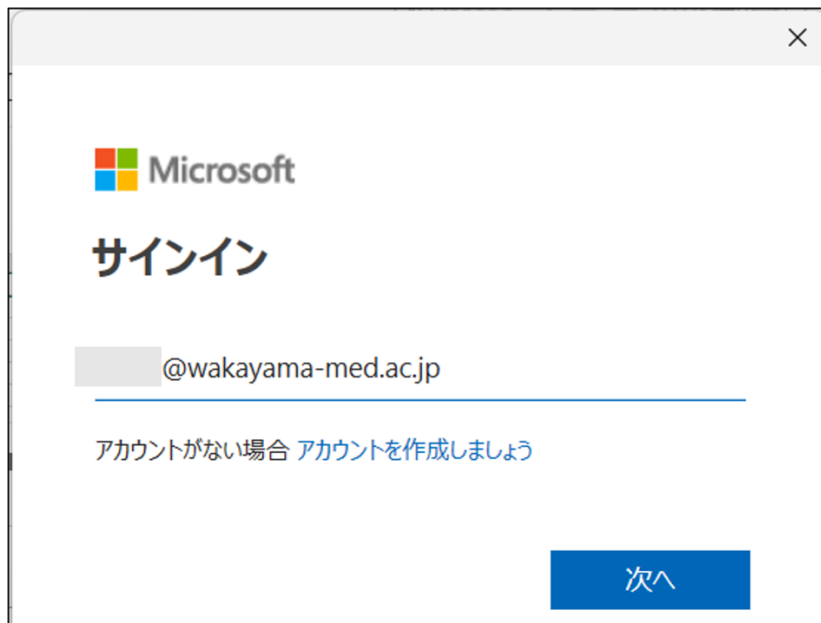 Microsoft
サインイン
@wakayama-med.ac.jp
アカウントがない場合 アカウントを作成しましょう
次へ